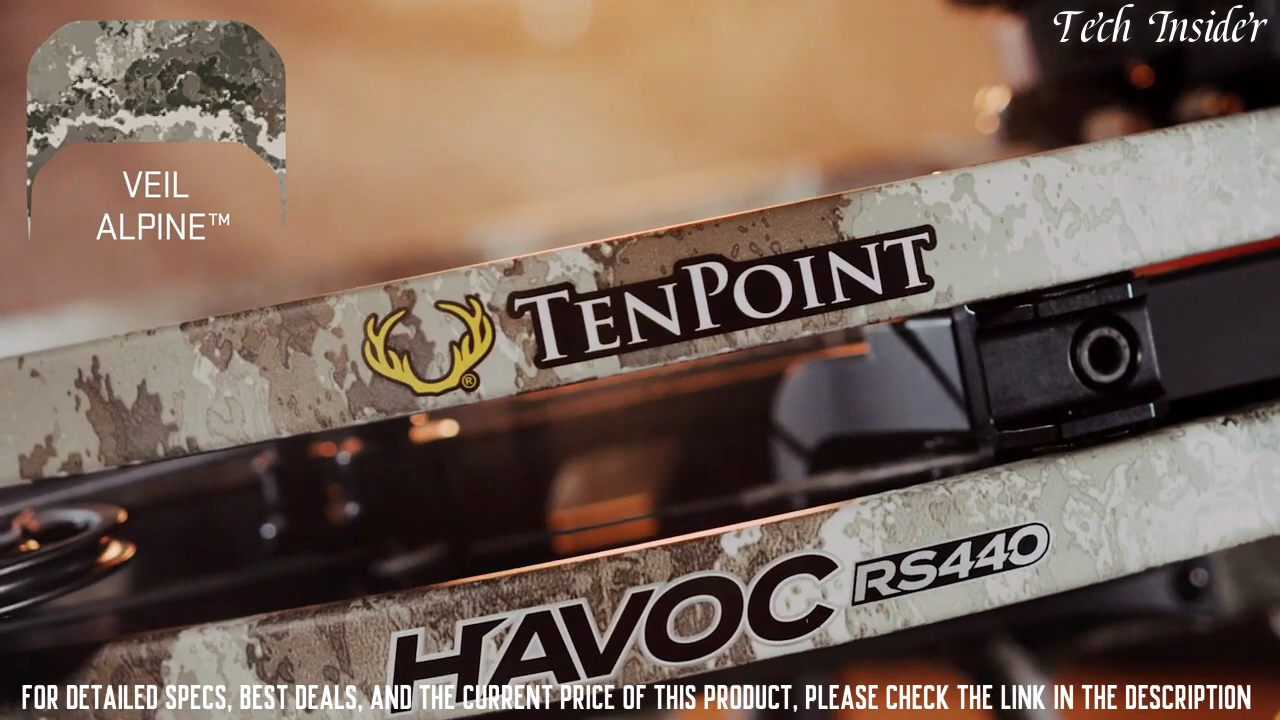 Tech Insider
VEIL
ALPINE™
TENPOINT
®
HAVOC RS440
FOR DETAILED SPECS, BEST DEALS, AND THE CURRENT PRICE OF THIS PRODUCT, PLEASE CHECK THE LINK IN THE DESCRIPTION